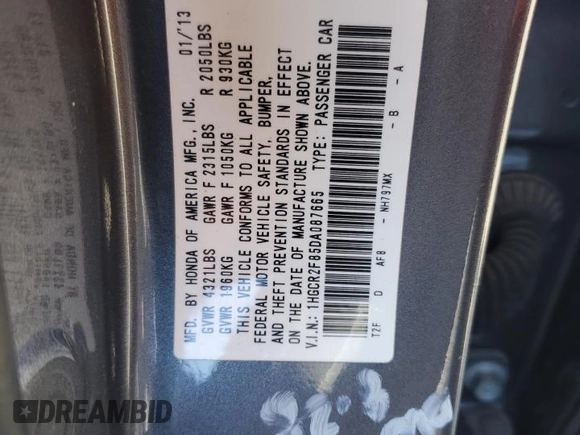 MFD. BY HONDA OF AMERICA MFG., INC. 01/'13
GVWR 4321LBS GAWR F 2315LBS R 2050LBS
GVWR 1960KG GAWR F 1050KG R 930KG
THIS VEHICLE CONFORMS TO ALL APPLICABLE
FEDERAL MOTOR VEHICLE SAFETY, BUMPER,
AND THEFT PREVENTION STANDARDS IN EFFECT
ON THE DATE OF MANUFACTURE SHOWN ABOVE.
V.I.N.: 1HGCR2F85DA087665 TYPE: PASSENGER CAR
T2F D AF8 - NH797MX - B - A
DREAMBID